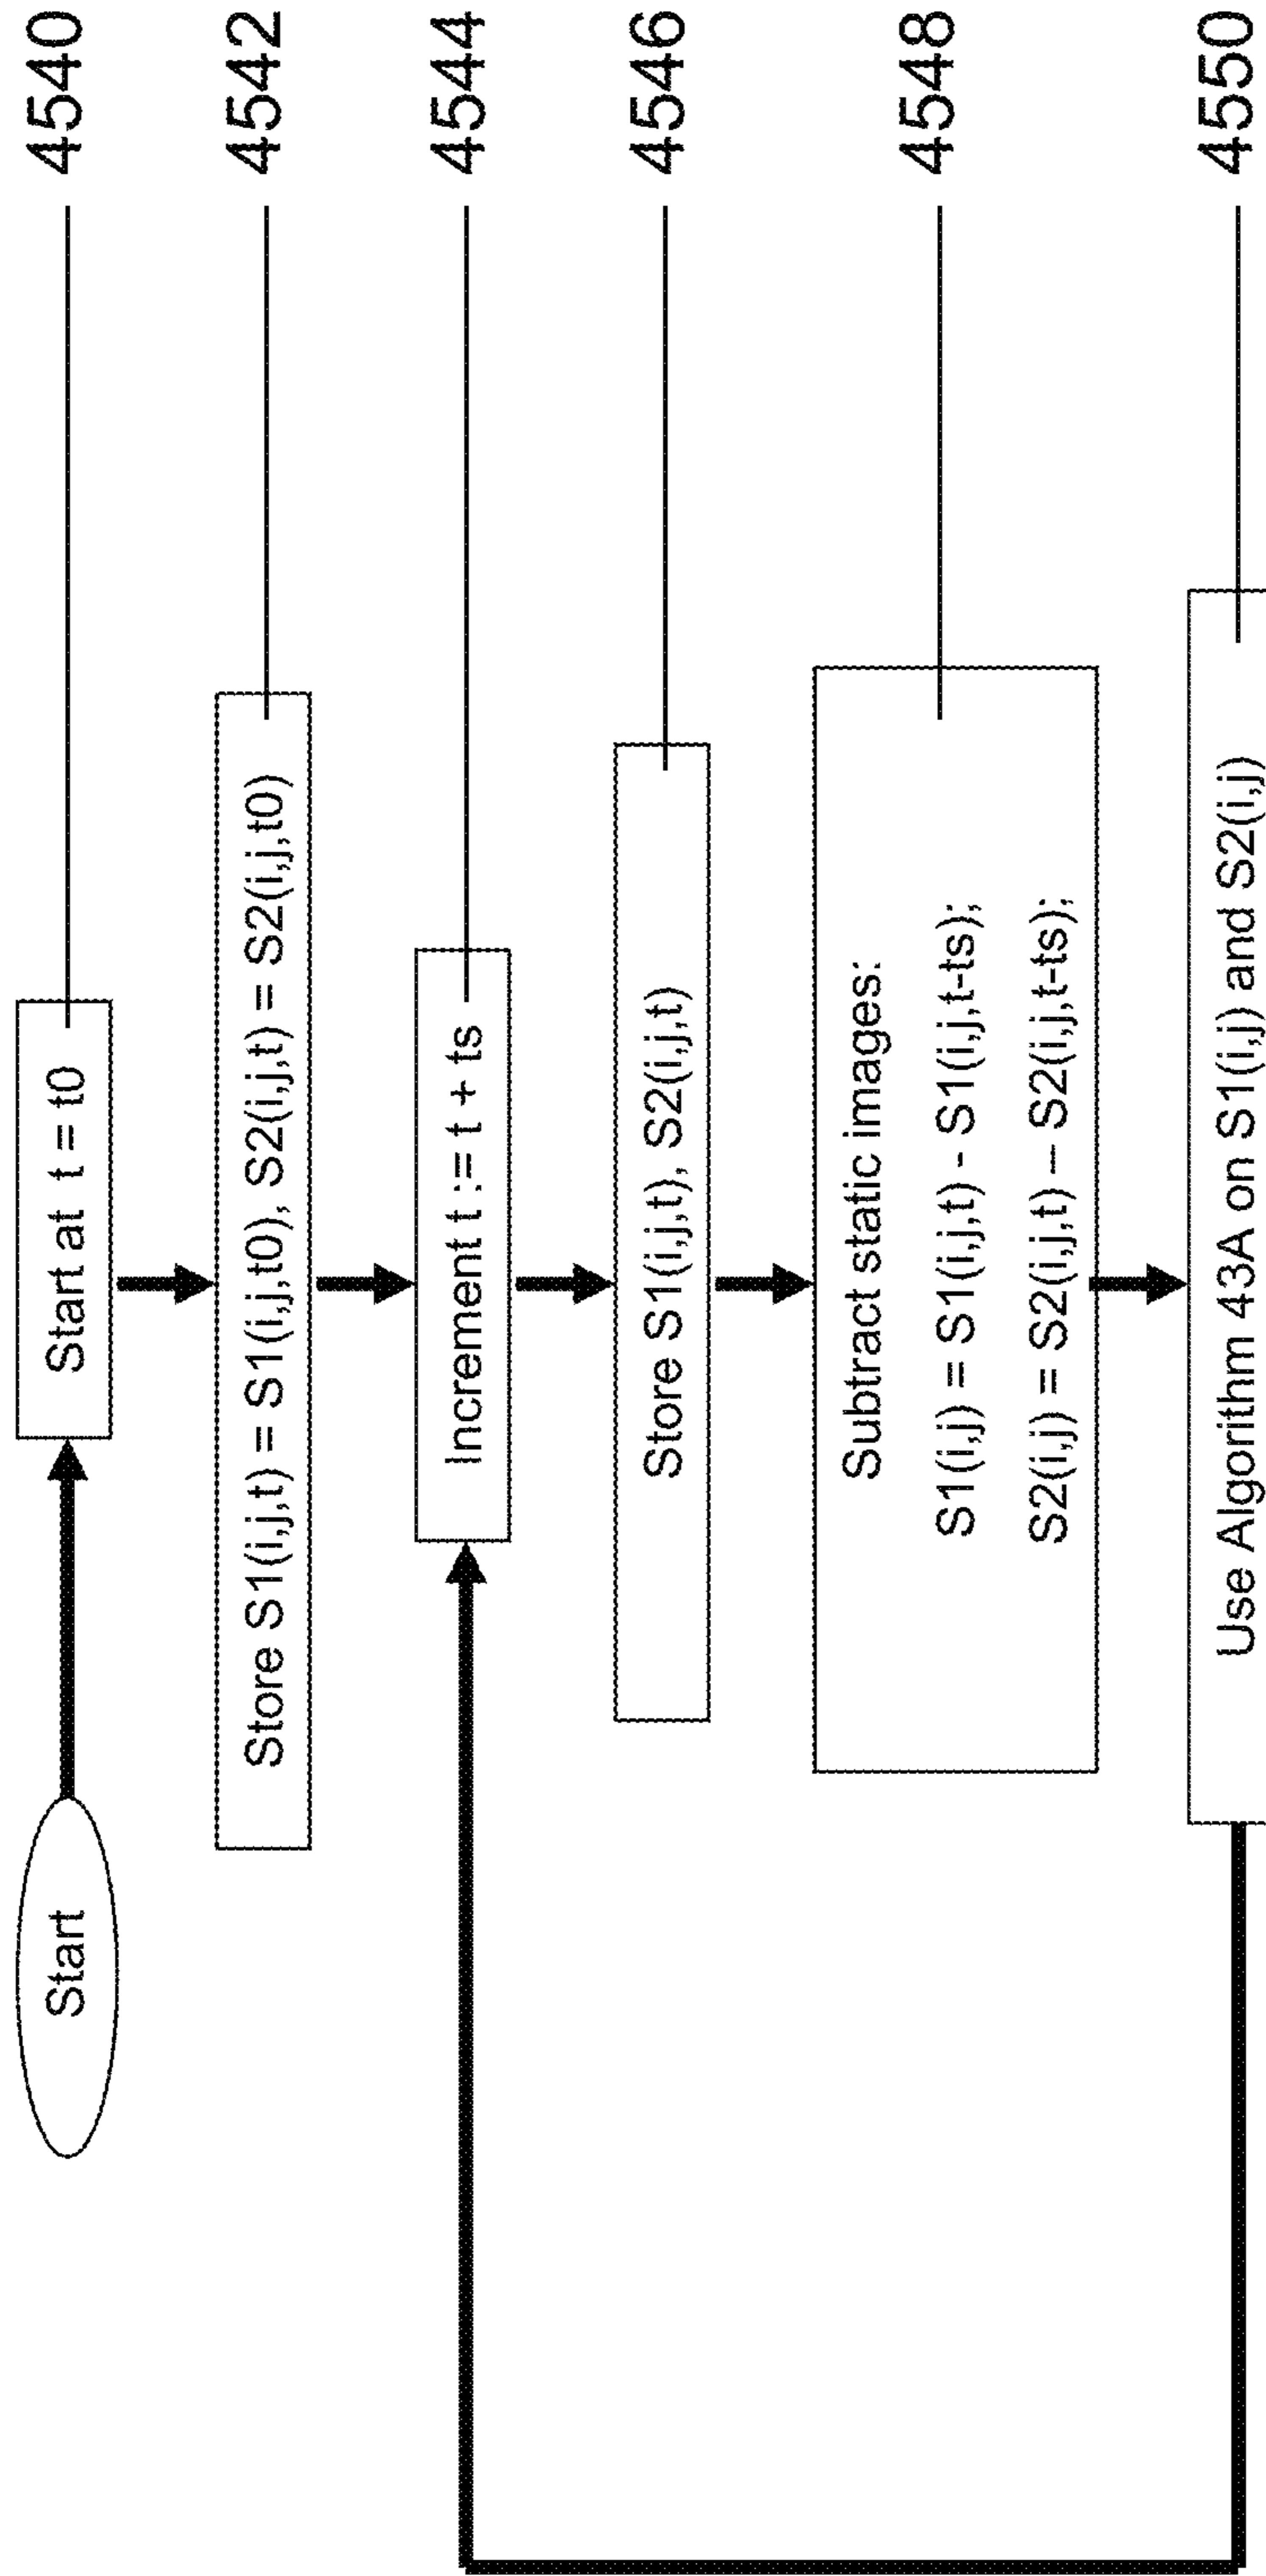 Start
Start at t = t0
4540
Store S1(i,j,t) = S1(i,j,t0), S2(i,j,t) = S2(i,j,t0)
4542
Increment t := t + ts
4544
Store S1(i,j,t), S2(i,j,t)
4546
Subtract static images:
S1(i,j) = S1(i,j,t) - S1(i,j,t-ts);
S2(i,j) = S2(i,j,t) – S2(i,j,t-ts);
4548
Use Algorithm 43A on S1(i,j) and S2(i,j)
4550